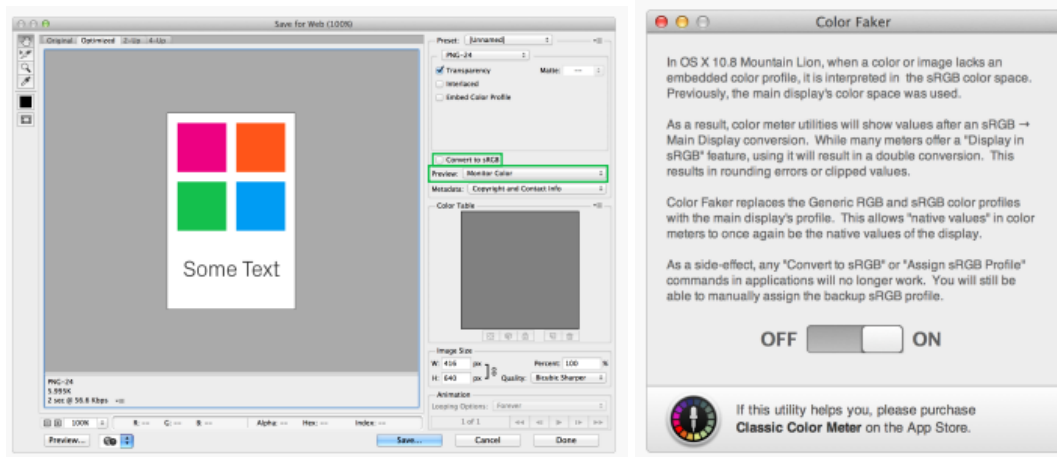 Save for Web (100%)
Original Optimized 2-Up 4-Up
Preset: [Unnamed]
PNG-24
Transparency Matte: --
Interlaced
Embed Color Profile
Convert to sRGB
Preview: Monitor Color
Metadata: Copyright and Contact Info
Color Table
Some Text
Image Size
W: 416 px Percent: 100 %
H: 640 px Quality: Bicubic Sharper
Animation
Looping Options: Forever
1 of 1
PNG-24
5.995K
2 sec @ 56.6 Kbps
100% R: -- G: -- B: -- Alpha: -- Hex: -- Index: --
Preview... Save... Cancel Done
Color Faker
In OS X 10.8 Mountain Lion, when a color or image lacks an
embedded color profile, it is interpreted in the sRGB color space.
Previously, the main display's color space was used.
As a result, color meter utilities will show values after an sRGB →
Main Display conversion. While many meters offer a "Display in
sRGB" feature, using it will result in a double conversion. This
results in rounding errors or clipped values.
Color Faker replaces the Generic RGB and sRGB color profiles
with the main display's profile. This allows "native values" in color
meters to once again be the native values of the display.
As a side-effect, any "Convert to sRGB" or "Assign sRGB Profile"
commands in applications will no longer work. You will still be
able to manually assign the backup sRGB profile.
OFF ON
If this utility helps you, please purchase
Classic Color Meter on the App Store.